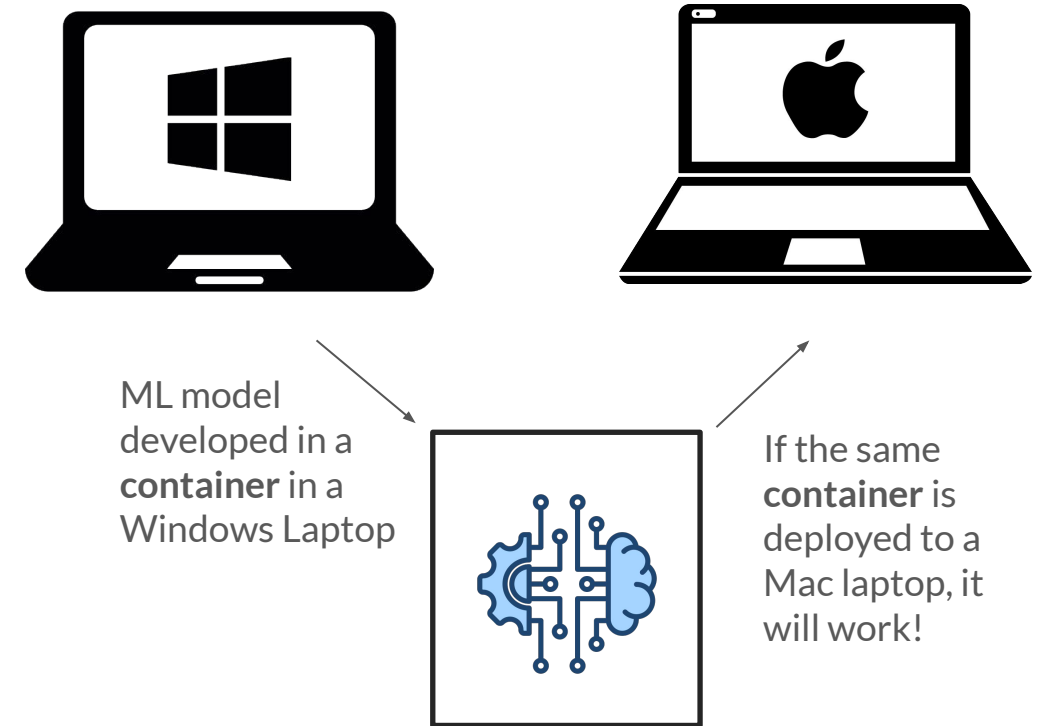 ML model
developed in a
container in a
Windows Laptop
If the same
container is
deployed to a
Mac laptop, it
will work!